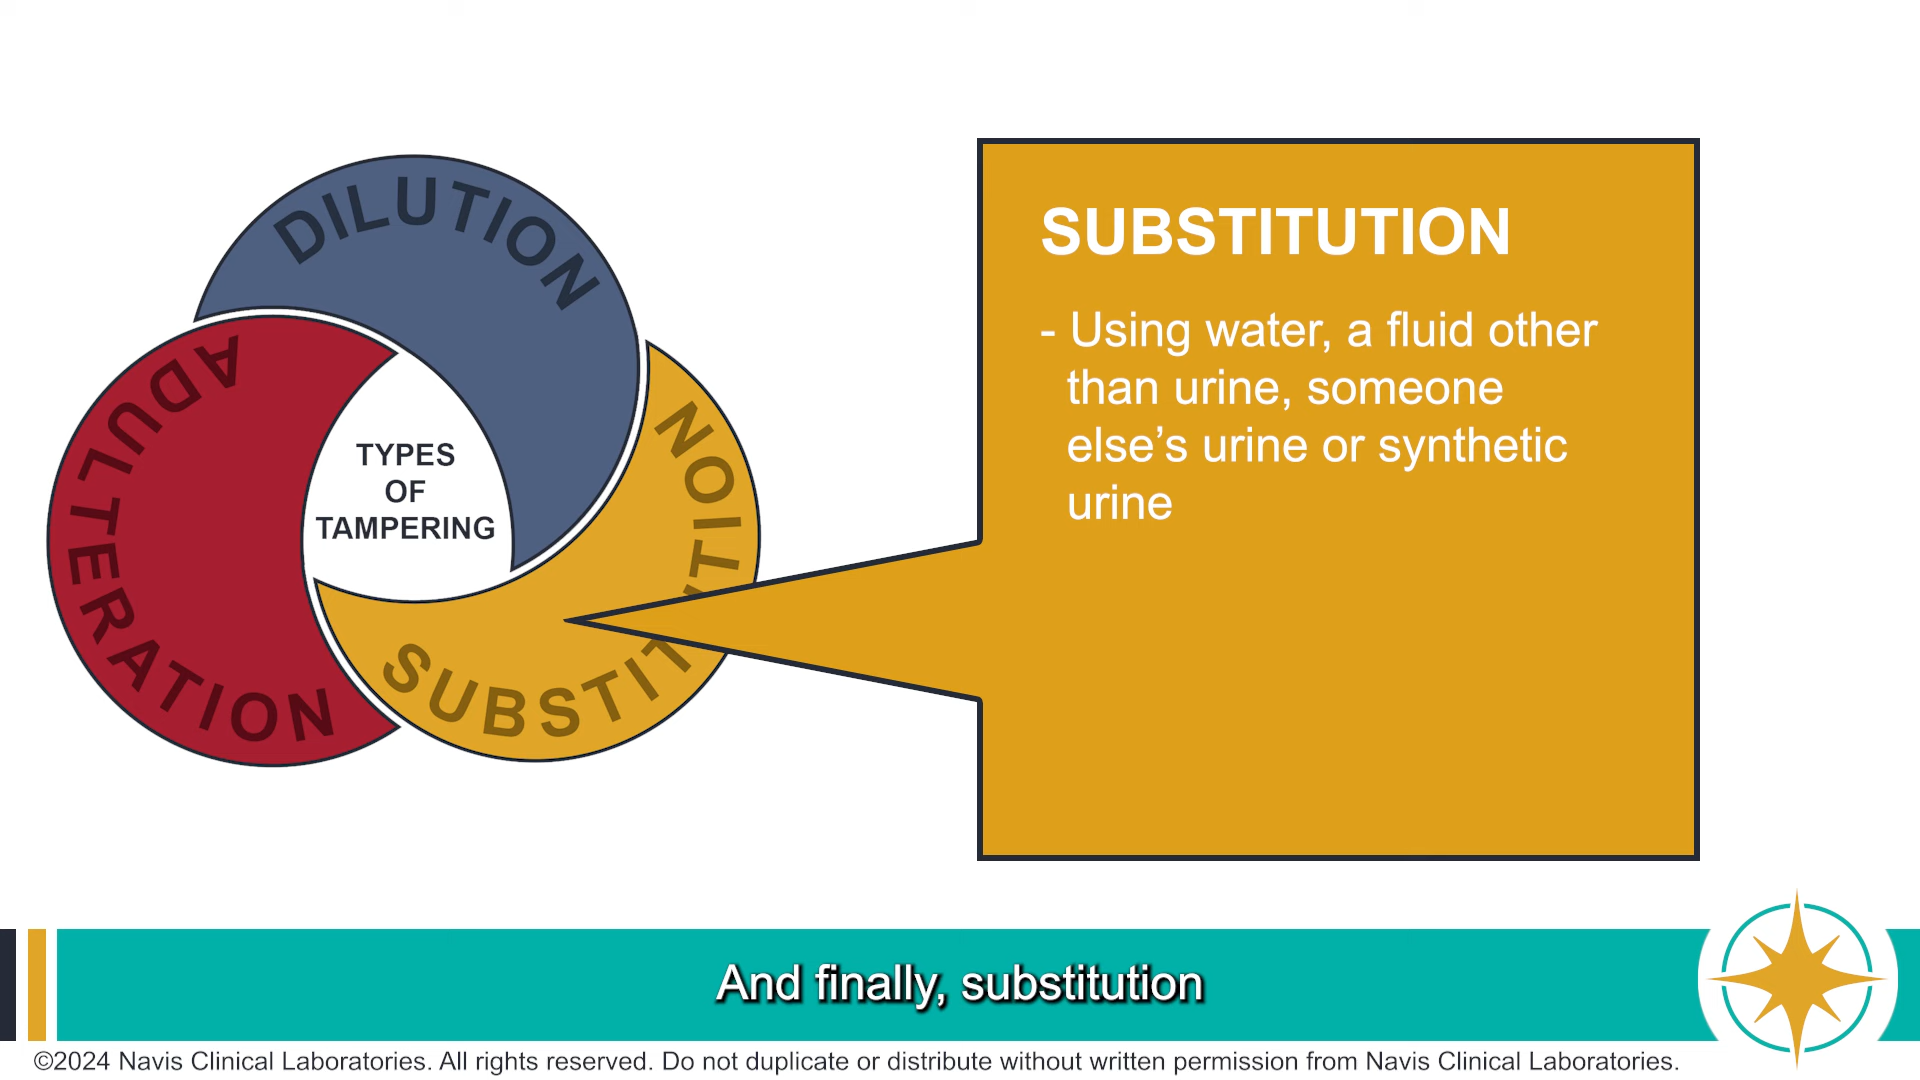 DILUTION
ADULTERATION
TYPES
OF
TAMPERING
SUBSTITUTION
SUBSTITUTION
- Using water, a fluid other
than urine, someone
else’s urine or synthetic
urine
And finally, substitution
©2024 Navis Clinical Laboratories. All rights reserved. Do not duplicate or distribute without written permission from Navis Clinical Laboratories.